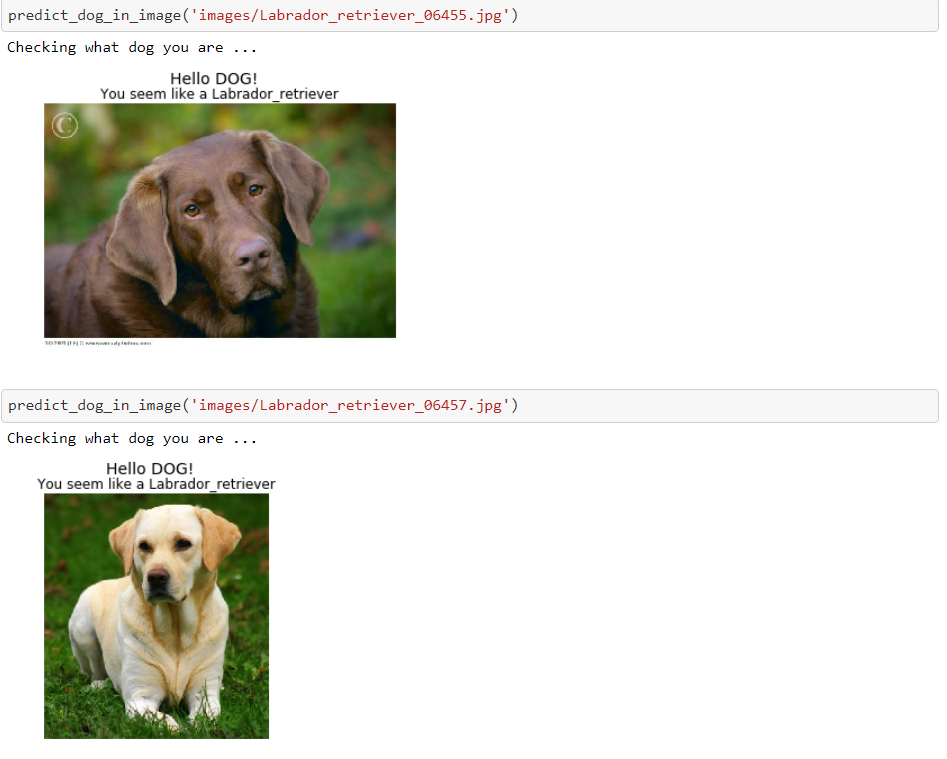 predict_dog_in_image('images/Labrador_retriever_06455.jpg')
Checking what dog you are ...
Hello DOG!
You seem like a Labrador_retriever
©
predict_dog_in_image('images/Labrador_retriever_06457.jpg')
Checking what dog you are ...
Hello DOG!
You seem like a Labrador_retriever